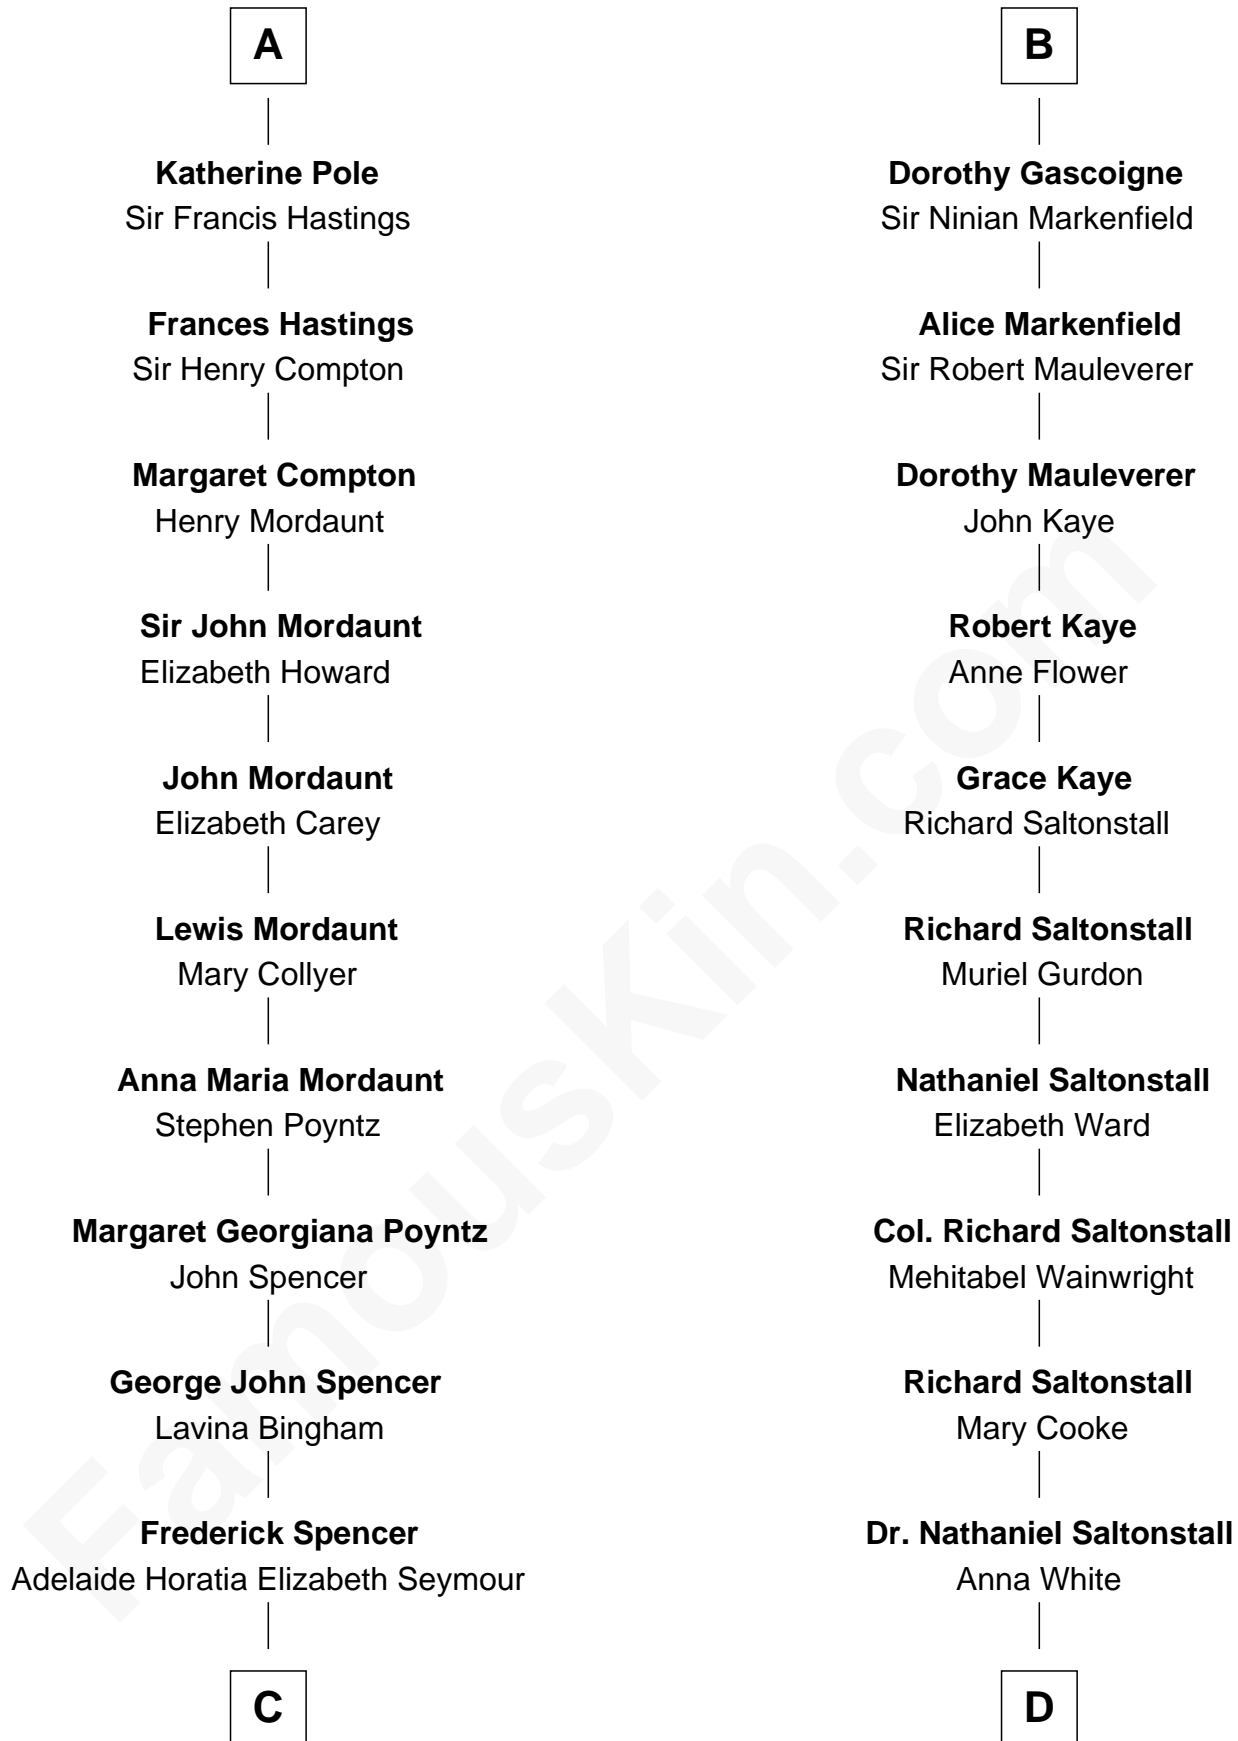 A
Katherine Pole
Sir Francis Hastings
Frances Hastings
Sir Henry Compton
Margaret Compton
Henry Mordaunt
Sir John Mordaunt
Elizabeth Howard
John Mordaunt
Elizabeth Carey
Lewis Mordaunt
Mary Collyer
Anna Maria Mordaunt
Stephen Poyntz
Margaret Georgiana Poyntz
John Spencer
George John Spencer
Lavina Bingham
Frederick Spencer
Adelaide Horatia Elizabeth Seymour
C
B
Dorothy Gascoigne
Sir Ninian Markenfield
Alice Markenfield
Sir Robert Mauleverer
Dorothy Mauleverer
John Kaye
Robert Kaye
Anne Flower
Grace Kaye
Richard Saltonstall
Richard Saltonstall
Muriel Gurdon
Nathaniel Saltonstall
Elizabeth Ward
Col. Richard Saltonstall
Mehitabel Wainwright
Richard Saltonstall
Mary Cooke
Dr. Nathaniel Saltonstall
Anna White
D
FamousKin.com